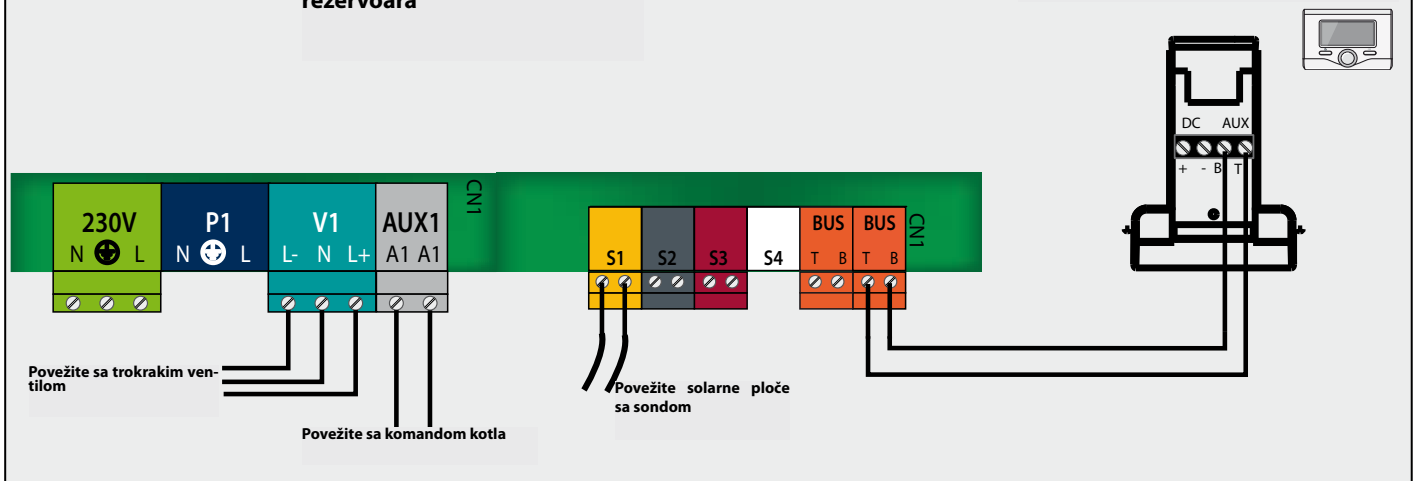 rezervoara
DC AUX
+ - B T
230V
N L
P1
N L
V1
L- N L+
AUX1
A1 A1
CN1
S1
S2
S3
S4
BUS
T B
BUS
T B
CN1
Povežite sa trokrakim ven-
tilom
Povežite sa komandom kotla
Povežite solarne ploče
sa sondom